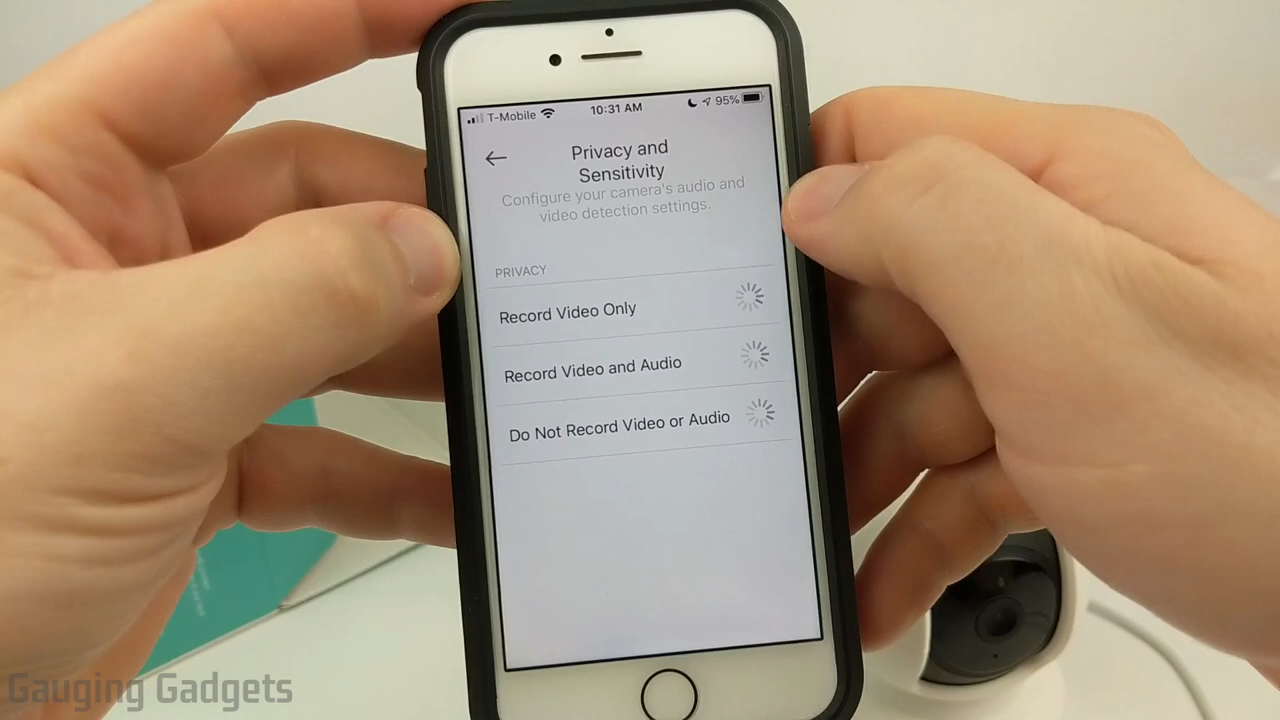 T-Mobile 10:31 AM 95%
Privacy and
Sensitivity
Configure your camera's audio and
video detection settings.
PRIVACY
Record Video Only
Record Video and Audio
Do Not Record Video or Audio
Gauging Gadgets